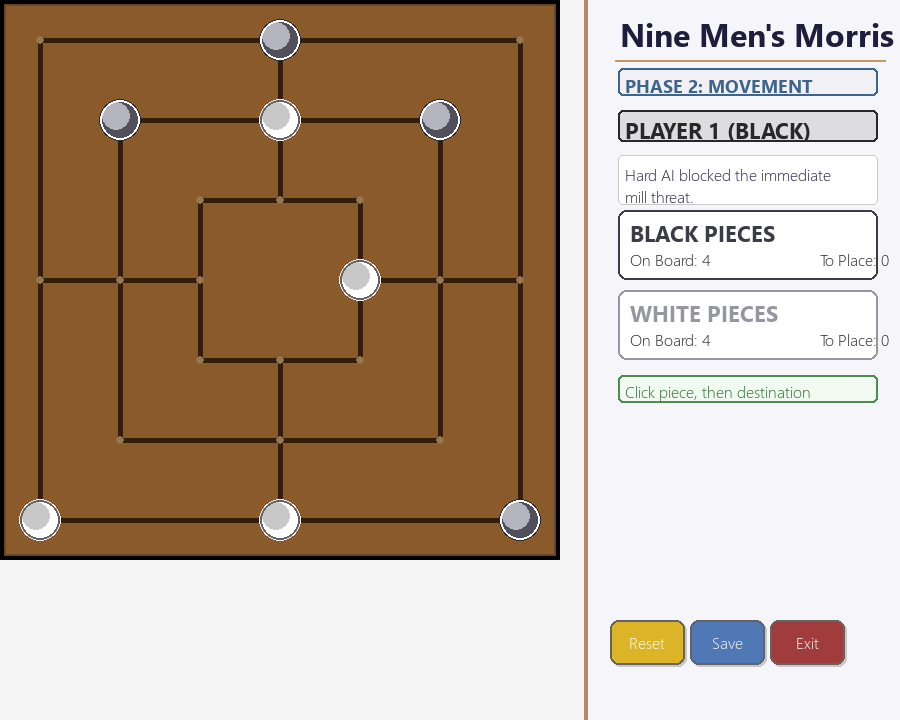 Nine Men's Morris
PHASE 2: MOVEMENT
PLAYER 1 (BLACK)
Hard AI blocked the immediate
mill threat.
BLACK PIECES
On Board: 4 To Place: 0
WHITE PIECES
On Board: 4 To Place: 0
Click piece, then destination
Reset Save Exit